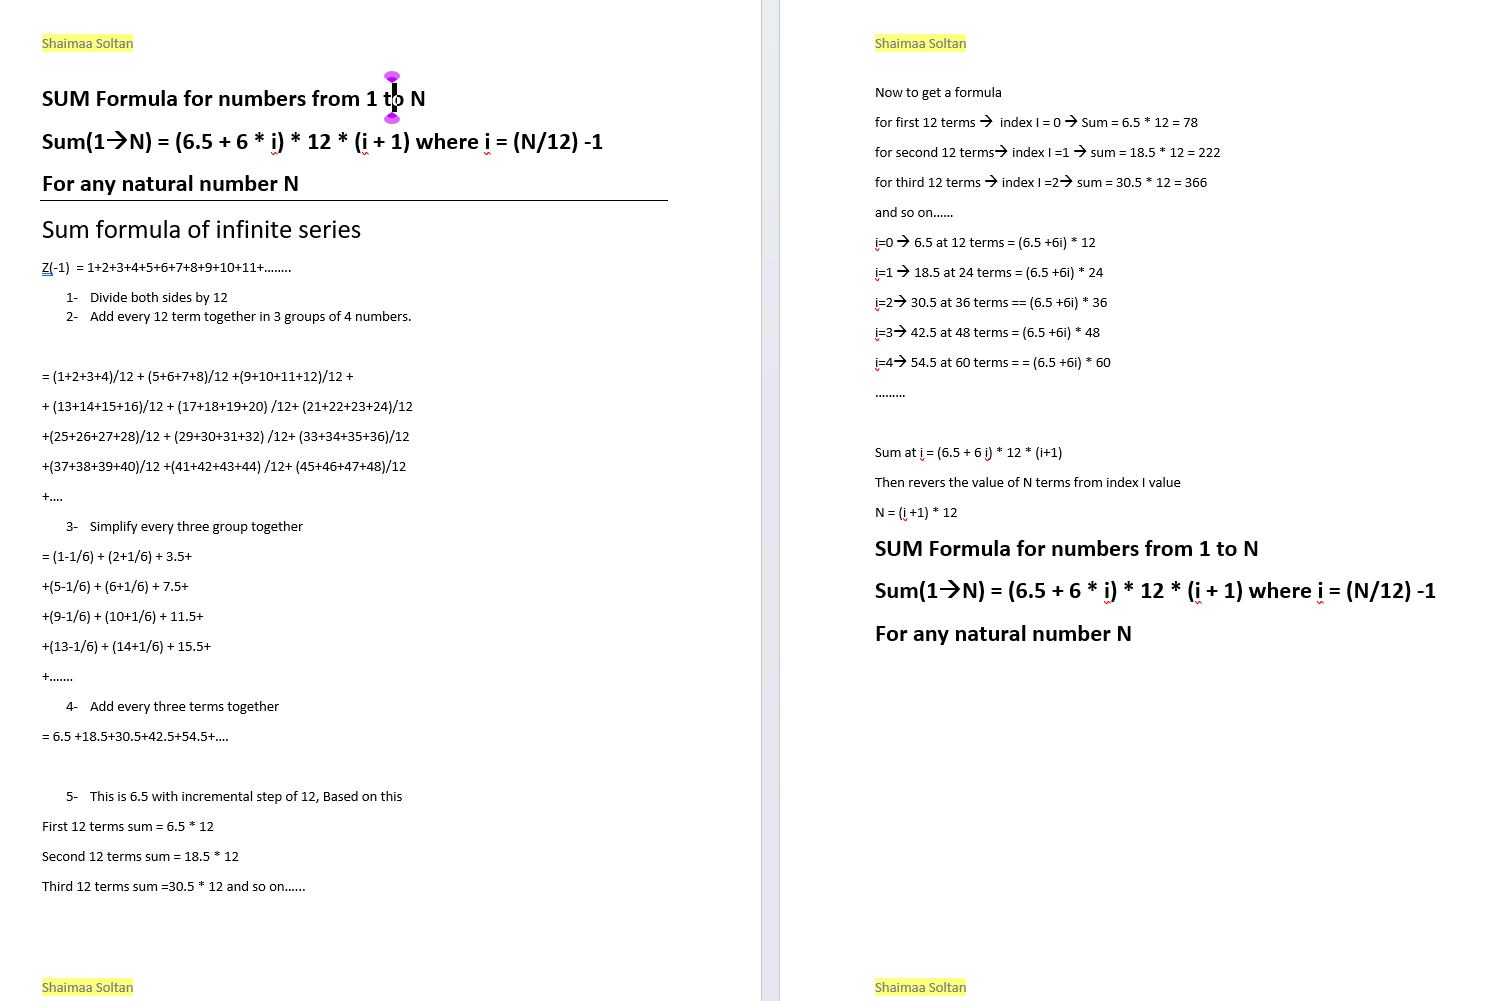 Shaimaa Soltan
SUM Formula for numbers from 1 to N
Sum(1→N) = (6.5 + 6 * i) * 12 * (i + 1) where i = (N/12) -1
For any natural number N
Sum formula of infinite series
Z(-1) = 1+2+3+4+5+6+7+8+9+10+11+........
1- Divide both sides by 12
2- Add every 12 term together in 3 groups of 4 numbers.
= (1+2+3+4)/12 + (5+6+7+8)/12 +(9+10+11+12)/12 +
+ (13+14+15+16)/12 + (17+18+19+20) /12+ (21+22+23+24)/12
+(25+26+27+28)/12 + (29+30+31+32) /12+ (33+34+35+36)/12
+(37+38+39+40)/12 +(41+42+43+44) /12+ (45+46+47+48)/12
+....
3- Simplify every three group together
= (1-1/6) + (2+1/6) + 3.5+
+(5-1/6) + (6+1/6) + 7.5+
+(9-1/6) + (10+1/6) + 11.5+
+(13-1/6) + (14+1/6) + 15.5+
+.......
4- Add every three terms together
= 6.5 +18.5+30.5+42.5+54.5+....
5- This is 6.5 with incremental step of 12, Based on this
First 12 terms sum = 6.5 * 12
Second 12 terms sum = 18.5 * 12
Third 12 terms sum =30.5 * 12 and so on......
Shaimaa Soltan
Shaimaa Soltan
Now to get a formula
for first 12 terms → index I = 0 → Sum = 6.5 * 12 = 78
for second 12 terms→ index I =1 → sum = 18.5 * 12 = 222
for third 12 terms → index I =2→ sum = 30.5 * 12 = 366
and so on......
i=0 → 6.5 at 12 terms = (6.5 +6i) * 12
i=1 → 18.5 at 24 terms = (6.5 +6i) * 24
i=2→ 30.5 at 36 terms == (6.5 +6i) * 36
i=3→ 42.5 at 48 terms = (6.5 +6i) * 48
i=4→ 54.5 at 60 terms = = (6.5 +6i) * 60
.........
Sum at i = (6.5 + 6 i) * 12 * (i+1)
Then revers the value of N terms from index I value
N = (i +1) * 12
SUM Formula for numbers from 1 to N
Sum(1→N) = (6.5 + 6 * i) * 12 * (i + 1) where i = (N/12) -1
For any natural number N
Shaimaa Soltan